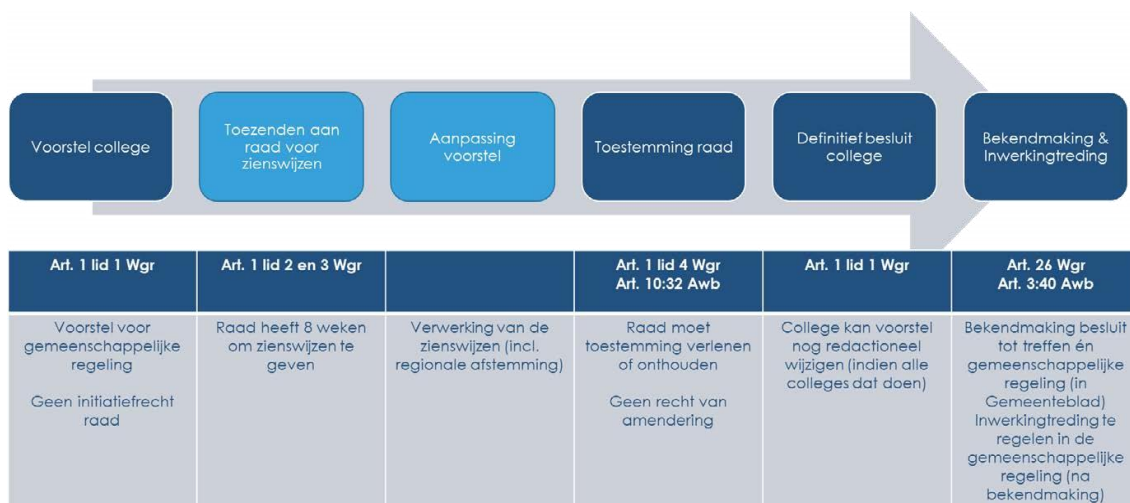 Voorstel college
Toezenden aan
raad voor
zienswijzen
Aanpassing
voorstel
Toestemming raad
Definitief besluit
college
Bekendmaking &
Inwerkingtreding
Art. 1 lid 1 Wgr
Art. 1 lid 2 en 3 Wgr
Art. 1 lid 4 Wgr
Art. 10:32 Awb
Art. 1 lid 1 Wgr
Art. 26 Wgr
Art. 3:40 Awb
Voorstel voor
gemeenschappelijke
regeling
Geen initiatiefrecht
raad
Raad heeft 8 weken
om zienswijzen te
geven
Verwerking van de
zienswijzen (incl.
regionale afstemming)
Raad moet
toestemming verlenen
of onthouden
Geen recht van
amendering
College kan voorstel
nog redactioneel
wijzigen (indien alle
colleges dat doen)
Bekendmaking besluit
tot treffen én
gemeenschappelijke
regeling (in
Gemeenteblad)
Inwerkingtreding te
regelen in de
gemeenschappelijke
regeling (na
bekendmaking)